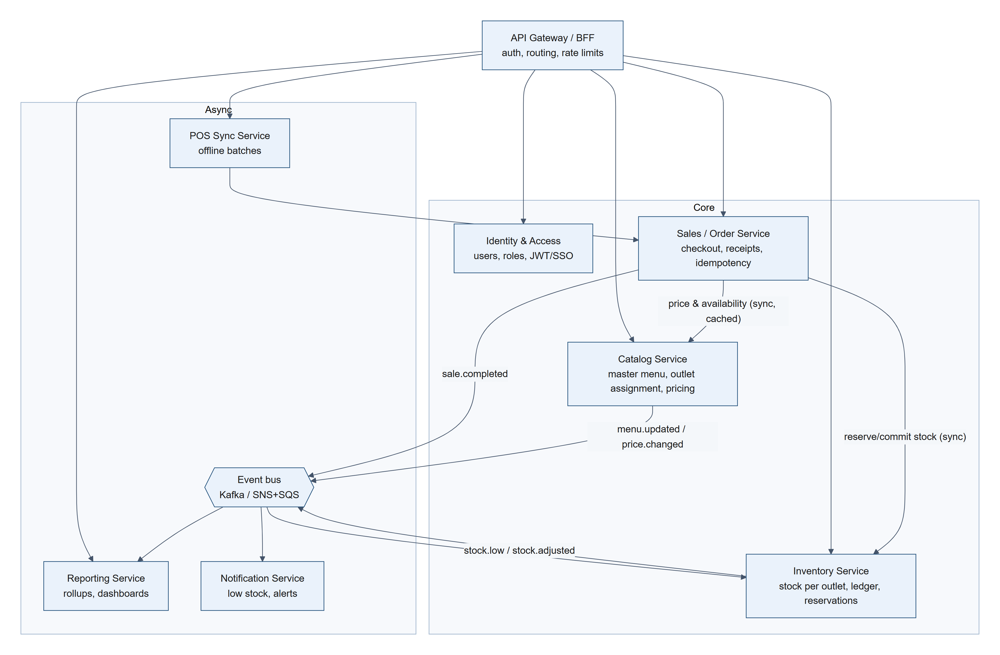 API Gateway / BFF
auth, routing, rate limits
Async
POS Sync Service
offline batches
Core
Identity & Access
users, roles, JWT/SSO
Sales / Order Service
checkout, receipts,
idempotency
price & availability (sync,
cached)
Catalog Service
master menu, outlet
assignment, pricing
sale.completed
menu.updated /
price.changed
reserve/commit stock (sync)
Event bus
Kafka / SNS+SQS
stock.low / stock.adjusted
Reporting Service
rollups, dashboards
Notification Service
low stock, alerts
Inventory Service
stock per outlet, ledger,
reservations